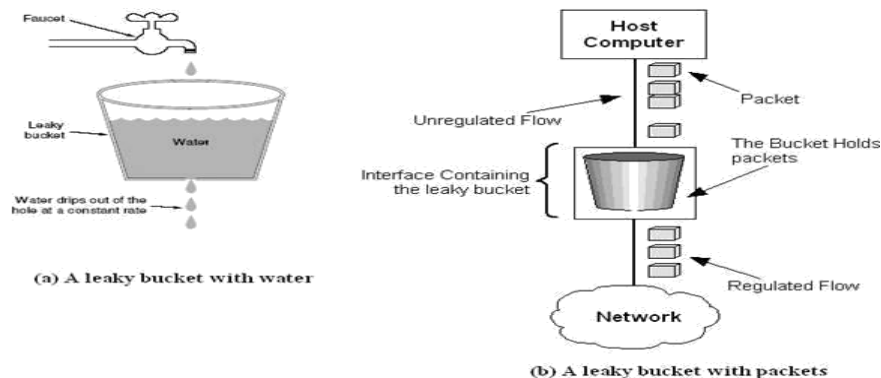 Faucet
Leaky
bucket
Water
Water drips out of the
hole at a constant rate
(a) A leaky bucket with water
Host
Computer
Packet
Unregulated Flow
The Bucket Holds
packets
Interface Containing
the leaky bucket
Regulated Flow
Network
(b) A leaky bucket with packets